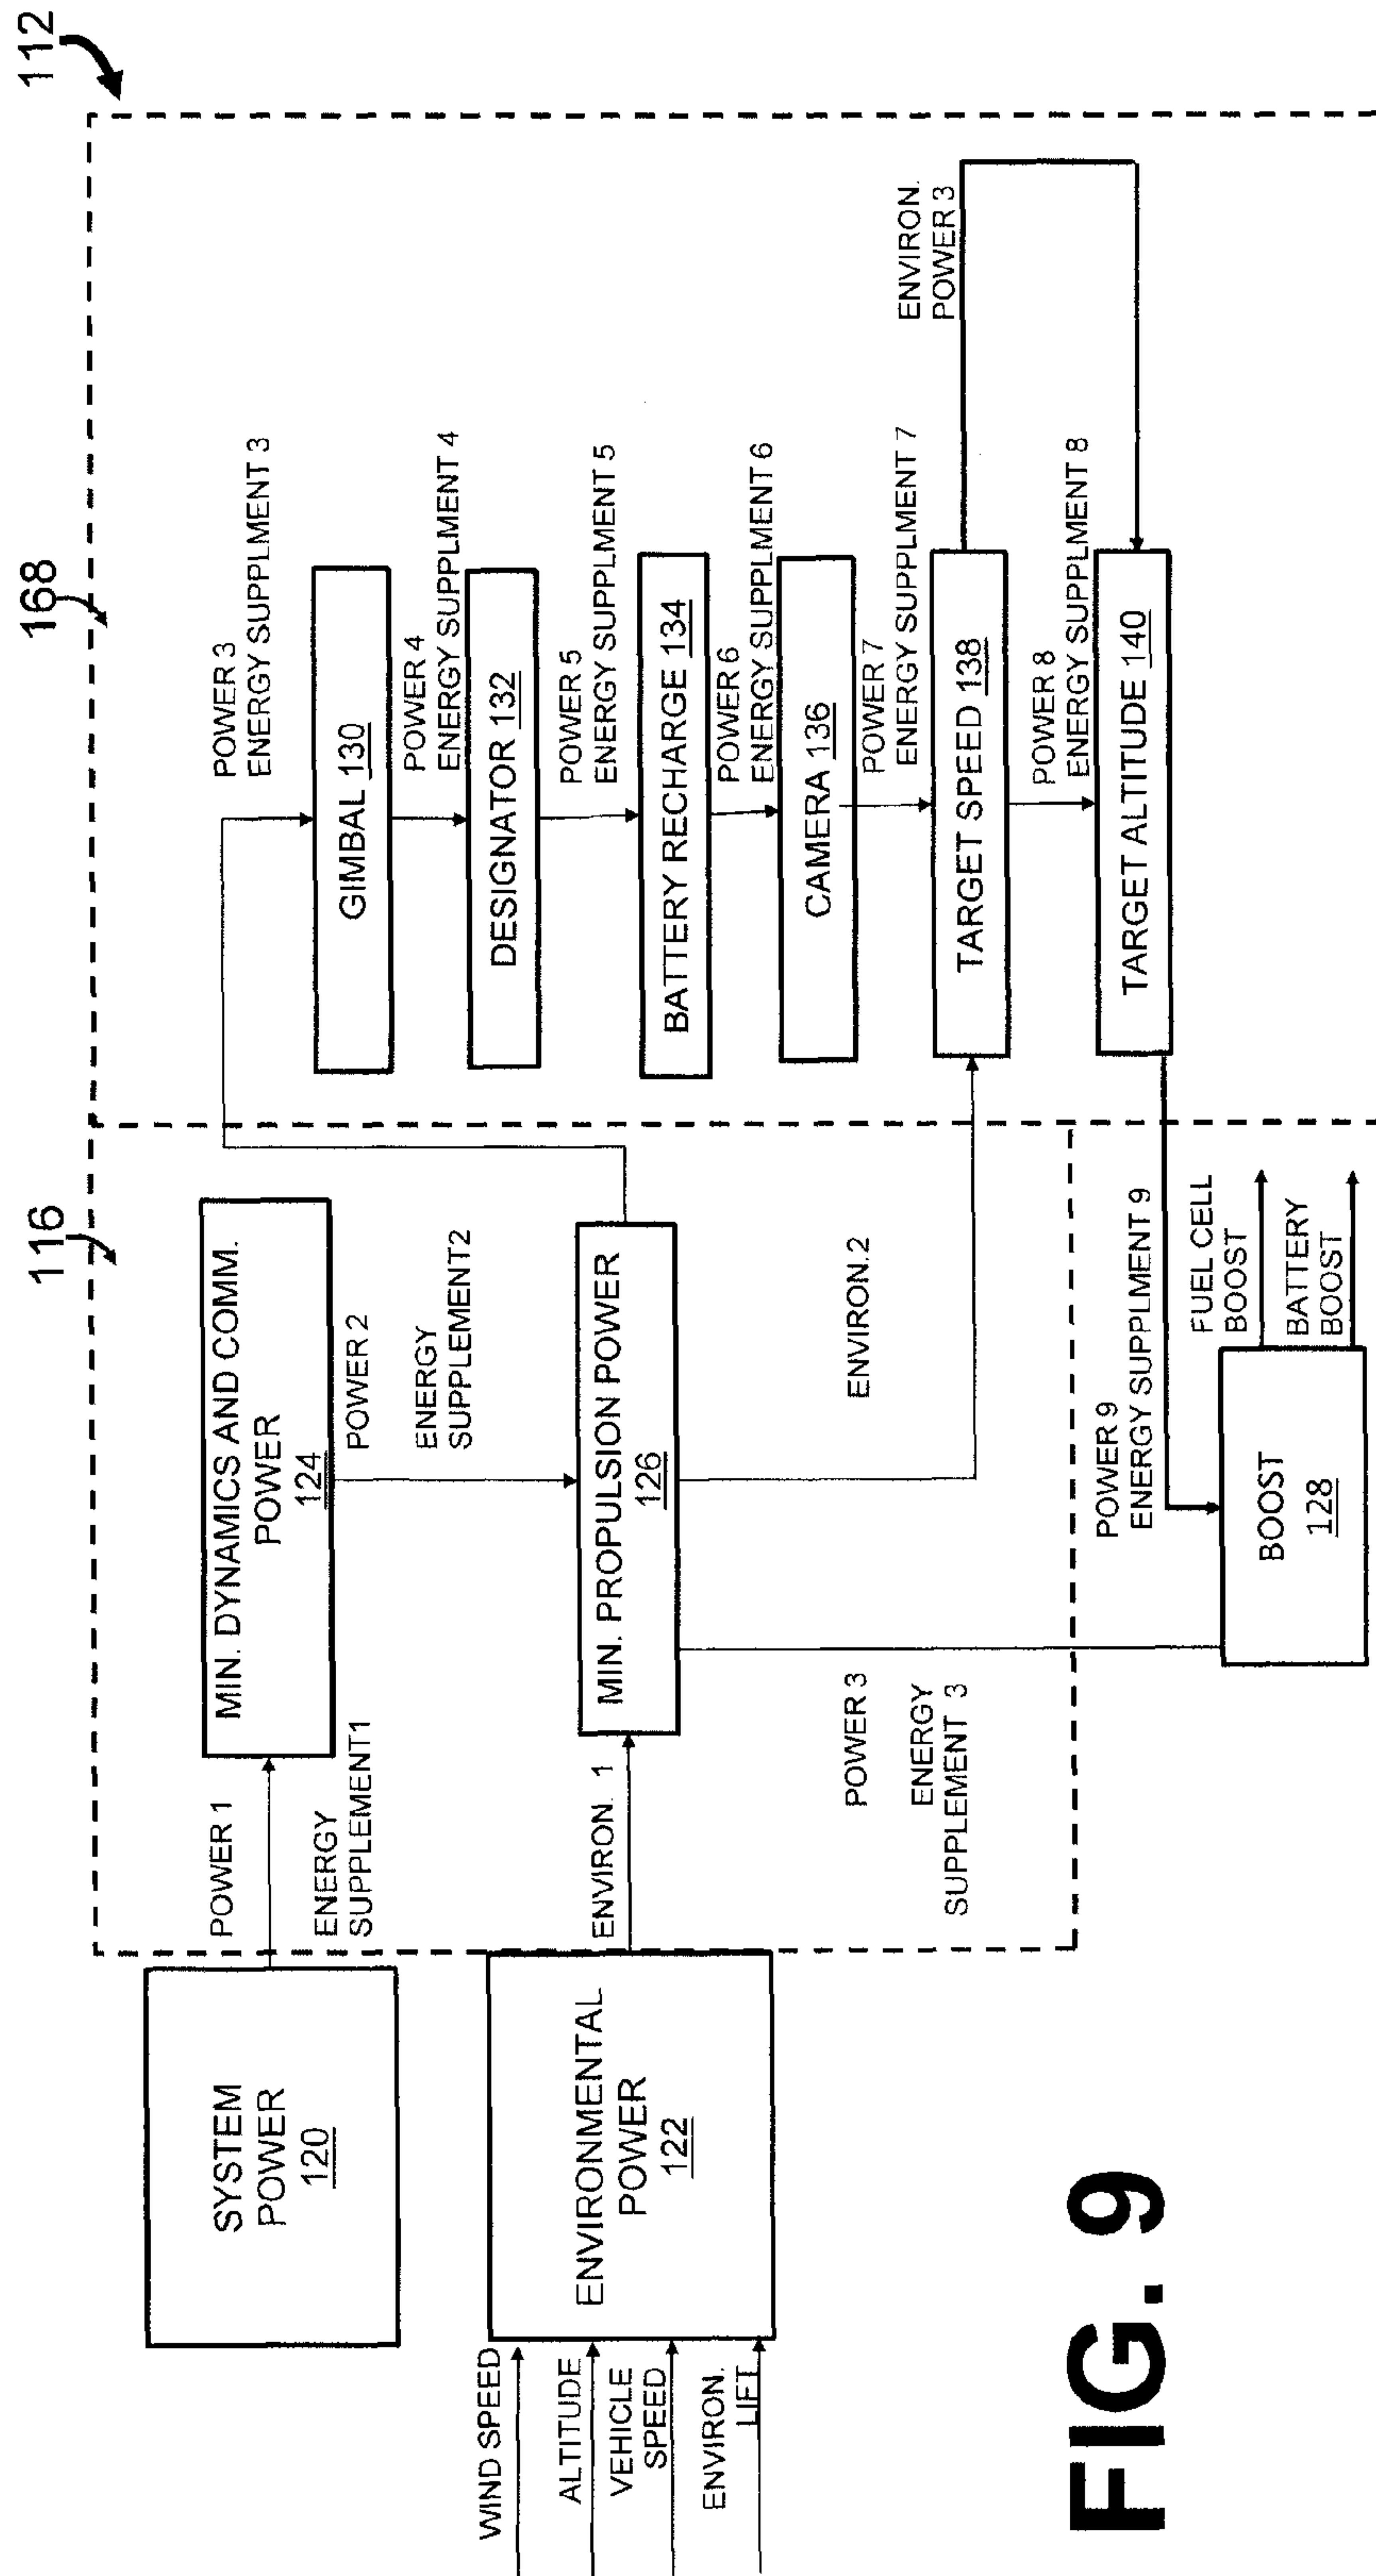 112
168
116
SYSTEM
POWER
120
POWER 1
ENERGY
SUPPLEMENT1
MIN. DYNAMICS AND COMM.
POWER
124
POWER 2
ENERGY
SUPPLEMENT2
WIND SPEED
ALTITUDE
VEHICLE
SPEED
ENVIRON.
LIFT
ENVIRONMENTAL
POWER
122
ENVIRON. 1
MIN. PROPULSION POWER
126
ENVIRON.2
POWER 3
ENERGY
SUPPLEMENT 3
POWER 3
ENERGY SUPPLMENT 3
GIMBAL 130
POWER 4
ENERGY SUPPLMENT 4
DESIGNATOR 132
POWER 5
ENERGY SUPPLMENT 5
BATTERY RECHARGE 134
POWER 6
ENERGY SUPPLMENT 6
CAMERA 136
POWER 7
ENERGY SUPPLMENT 7
TARGET SPEED 138
ENVIRON.
POWER 3
POWER 8
ENERGY SUPPLMENT 8
TARGET ALTITUDE 140
POWER 9
ENERGY SUPPLMENT 9
BOOST
128
FUEL CELL
BOOST
BATTERY
BOOST
FIG. 9